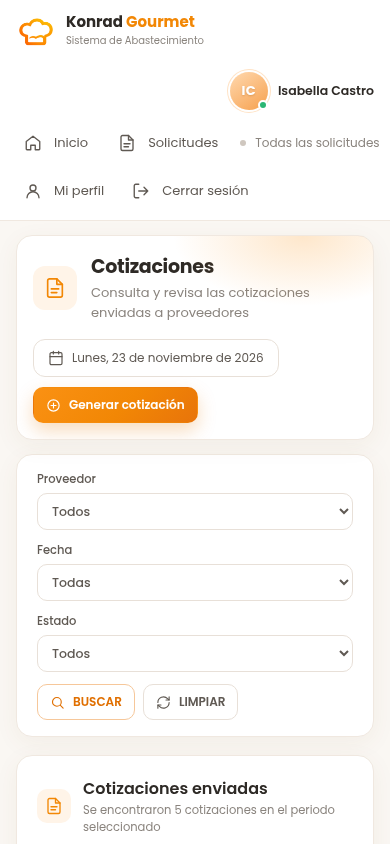 Konrad Gourmet
Sistema de Abastecimiento
IC
Isabella Castro
Inicio
Solicitudes
Todas las solicitudes
Mi perfil
Cerrar sesión
Cotizaciones
Consulta y revisa las cotizaciones
enviadas a proveedores
Lunes, 23 de noviembre de 2026
Generar cotización
Proveedor
Todos
Fecha
Todas
Estado
Todos
BUSCAR
LIMPIAR
Cotizaciones enviadas
Se encontraron 5 cotizaciones en el periodo
seleccionado